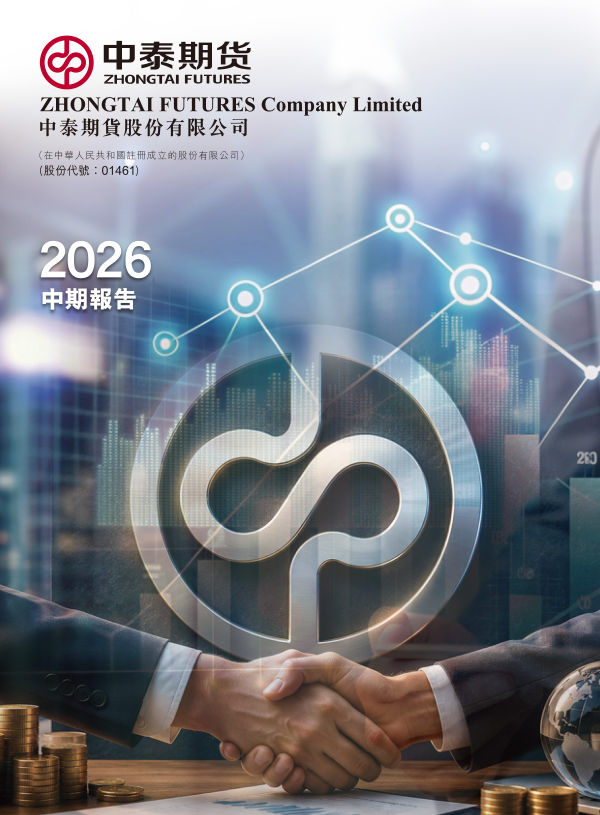 中泰期货
ZHONGTAI FUTURES
ZHONGTAI FUTURES Company Limited
中泰期貨股份有限公司
(在中華人民共和國註冊成立的股份有限公司)
(股份代號：01461)
2026
中期報告